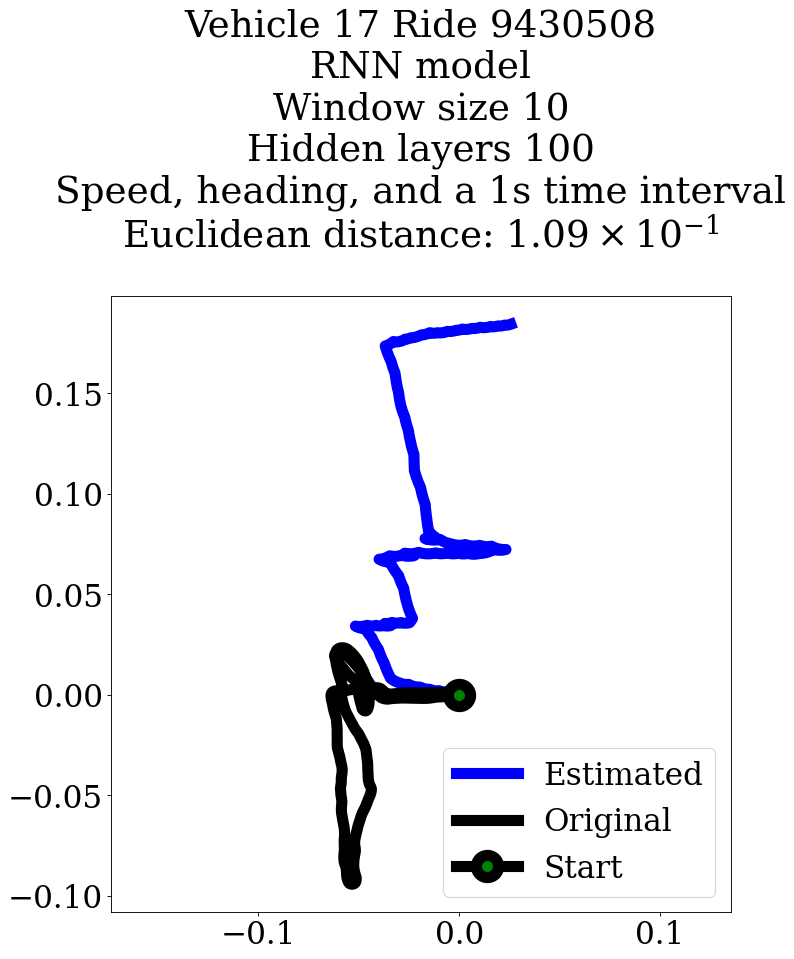 Vehicle 17 Ride 9430508
RNN model
Window size 10
Hidden layers 100
Speed, heading, and a 1s time interval
Euclidean distance: 1.09 × 10⁻¹
0.15
0.10
0.05
0.00
−0.05
−0.10
−0.1
0.0
0.1
Estimated
Original
Start